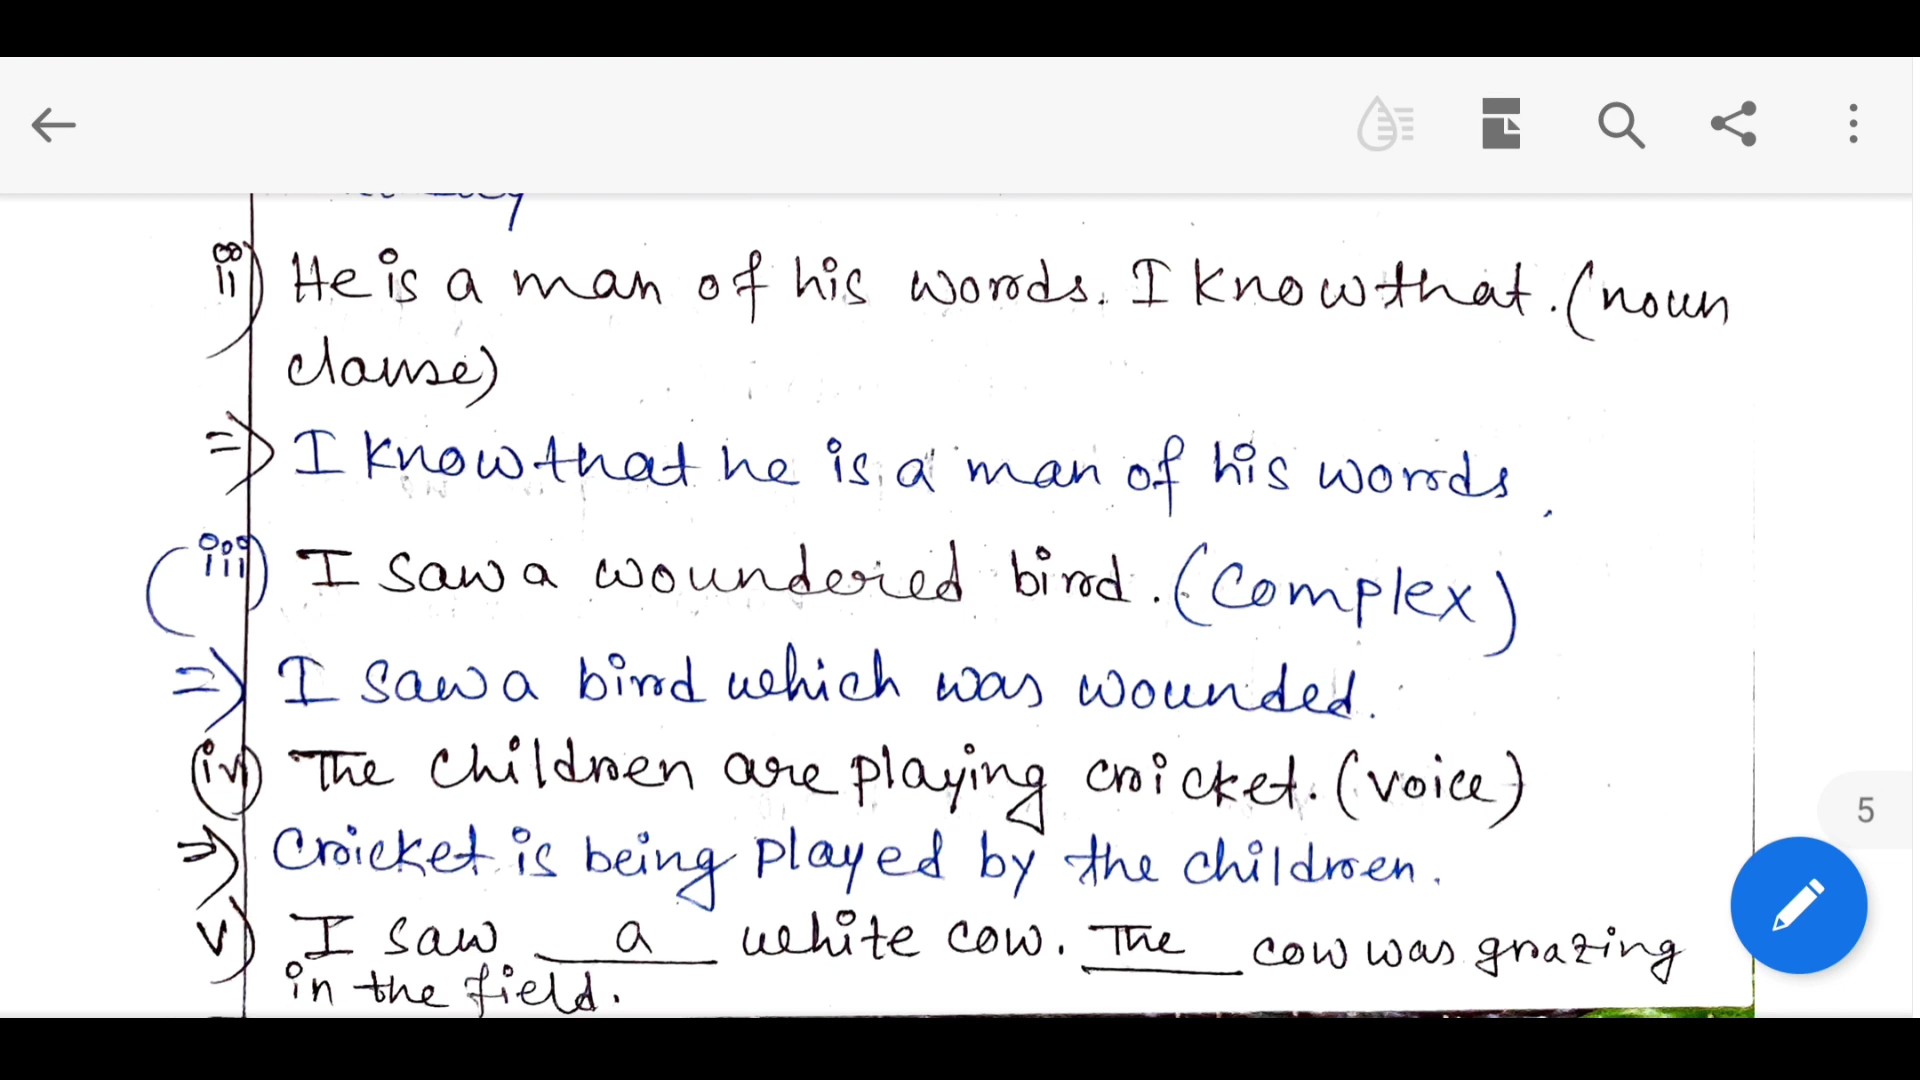 ii) He is a man of his words. I know that. (noun
clause)
=> I know that he is a man of his words.
(iii) I saw a woundered bird. (Complex)
=> I saw a bird which was wounded.
(iv) The children are playing cricket. (voice)
=> Cricket is being played by the children.
v) I saw a white cow. The cow was grazing
in the field.
5